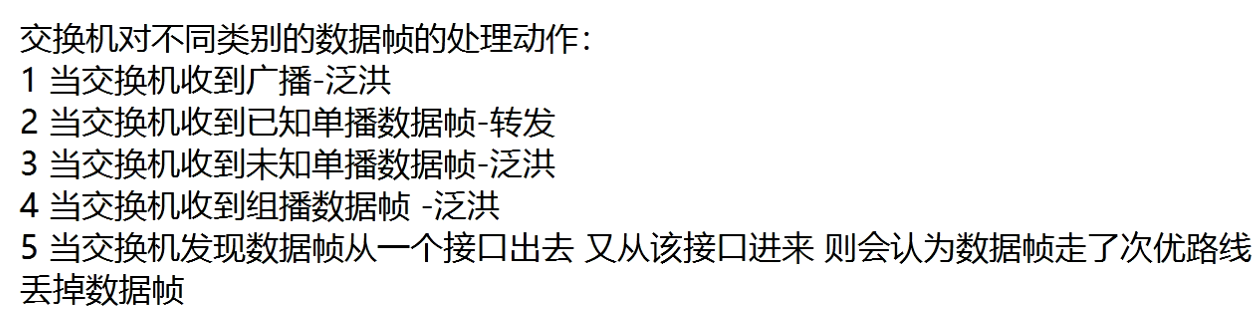 交换机对不同类别的数据帧的处理动作：
1 当交换机收到广播-泛洪
2 当交换机收到已知单播数据帧-转发
3 当交换机收到未知单播数据帧-泛洪
4 当交换机收到组播数据帧 -泛洪
5 当交换机发现数据帧从一个接口出去 又从该接口进来 则会认为数据帧走了次优路线
丢掉数据帧